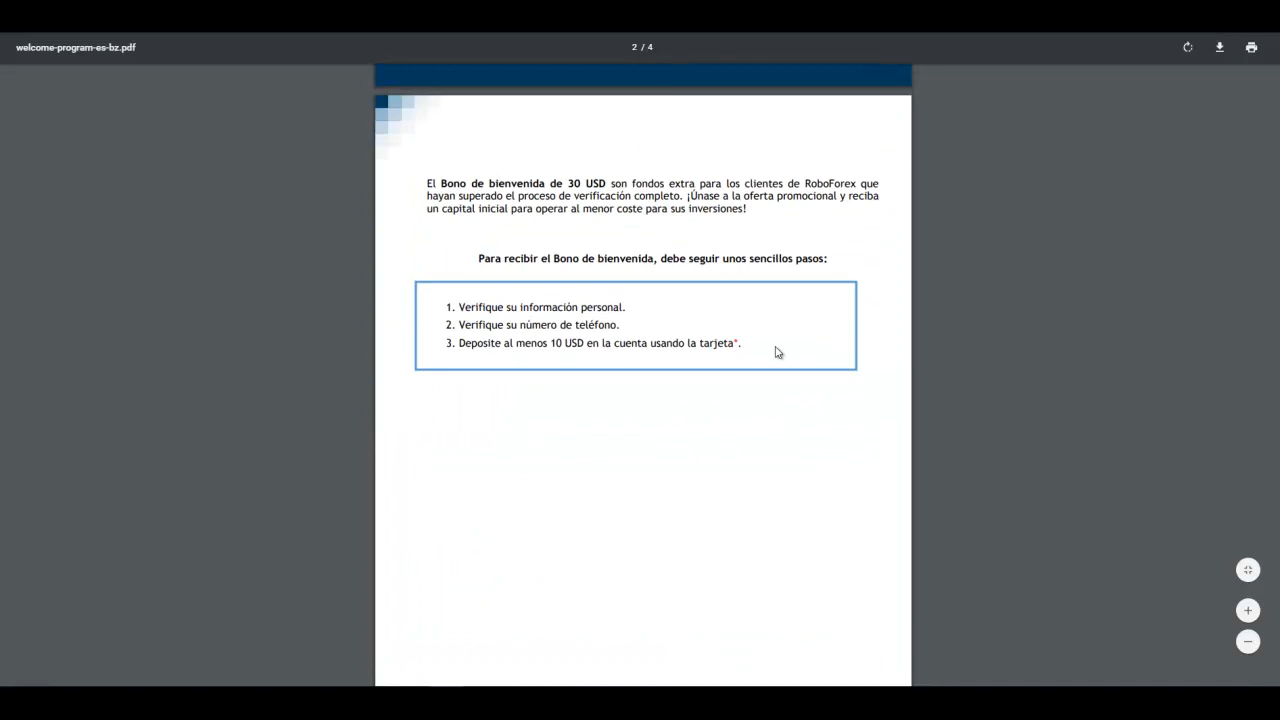 welcome-program-es-bz.pdf
2 / 4
El Bono de bienvenida de 30 USD son fondos extra para los clientes de RoboForex que
hayan superado el proceso de verificación completo. ¡Únase a la oferta promocional y reciba
un capital inicial para operar al menor coste para sus inversiones!
Para recibir el Bono de bienvenida, debe seguir unos sencillos pasos:
1. Verifique su información personal.
2. Verifique su número de teléfono.
3. Deposite al menos 10 USD en la cuenta usando la tarjeta*.